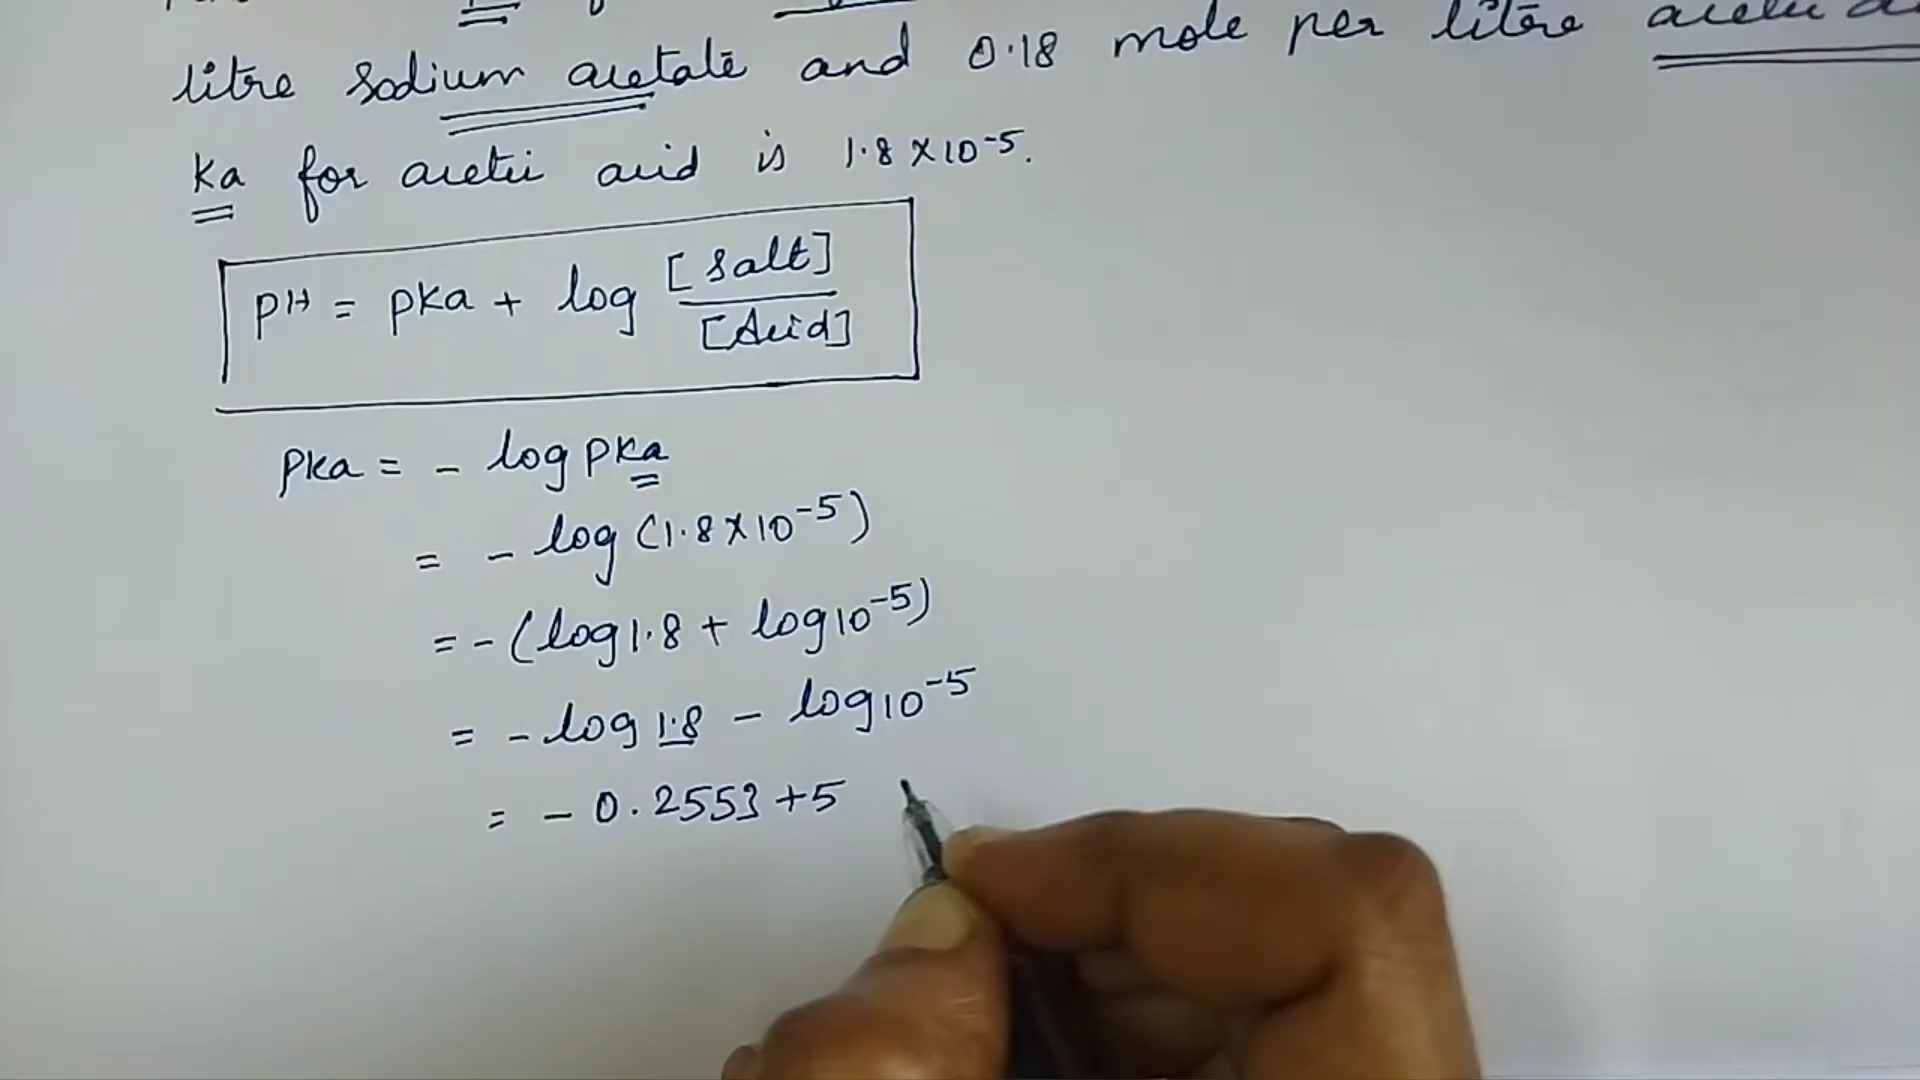 litre sodium acetate and 0.18 mole per litre
Ka for acetic acid is 1.8 × 10⁻⁵.
pH = pKa + log [Salt] / [Acid]
pKa = - log pKa
= - log (1.8 × 10⁻⁵)
= - (log 1.8 + log 10⁻⁵)
= - log 1.8 - log 10⁻⁵
= - 0.2553 + 5